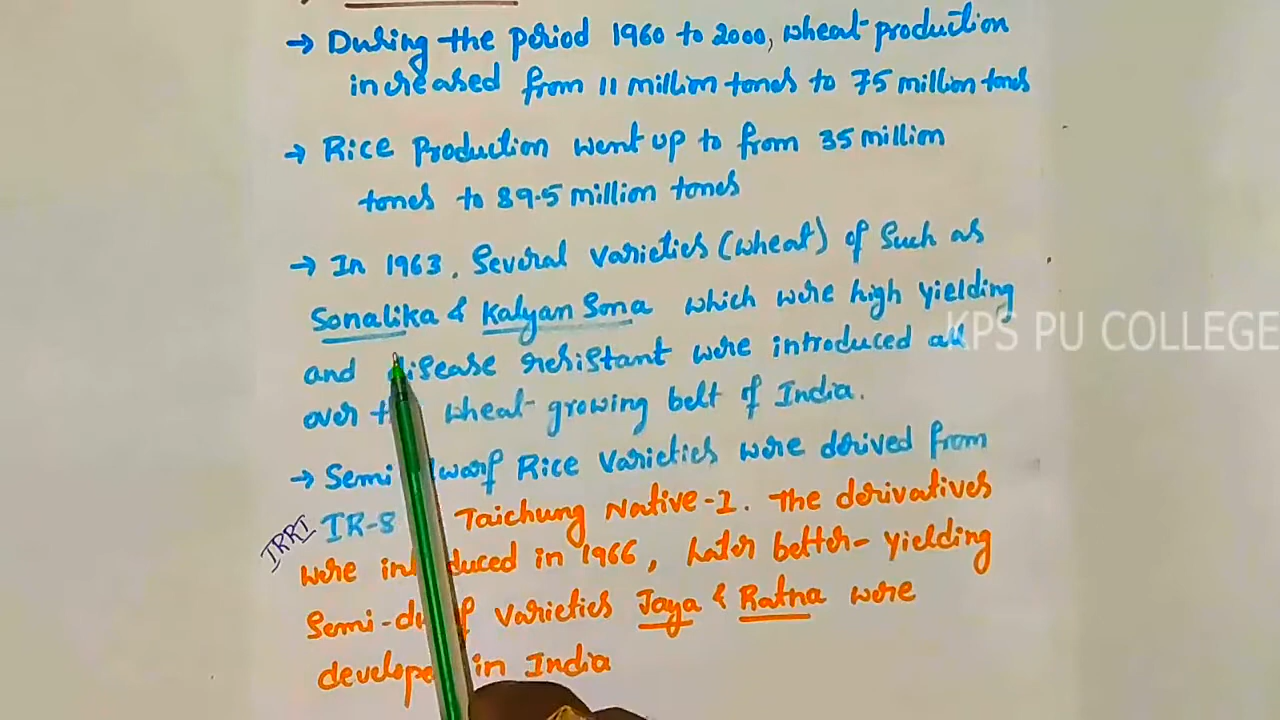 → During the period 1960 to 2000, wheat production
increased from 11 million tones to 75 million tones
→ Rice Production went up to from 35 million
tones to 89.5 million tones
→ In 1963. Several varieties (wheat) of such as
Sonalika & Kalyan Sona which were high yielding
KPS PU COLLEGE
and disease resistant were introduced all
over wheat growing belt of India.
→ Semi dwarf Rice varieties were derived from
IR-8 Taichung Native-1. The derivatives
IRRI
were introduced in 1966, Later better-yielding
Semi-dwarf varieties Jaya & Ratna were
developed in India